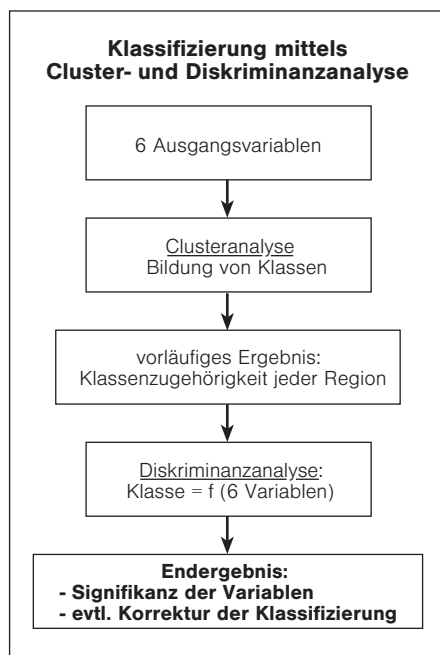 Klassifizierung mittels
Cluster- und Diskriminanzanalyse
6 Ausgangsvariablen
Clusteranalyse
Bildung von Klassen
vorläufiges Ergebnis:
Klassenzugehörigkeit jeder Region
Diskriminanzanalyse:
Klasse = f (6 Variablen)
Endergebnis:
- Signifikanz der Variablen
- evtl. Korrektur der Klassifizierung